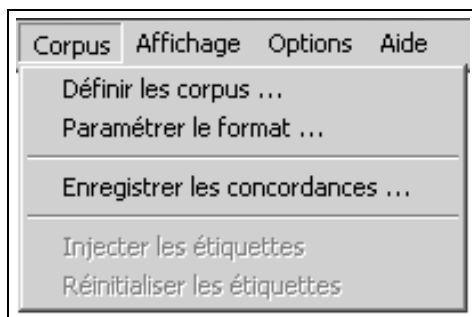 Corpus Affichage Options Aide
Définir les corpus ...
Paramétrer le format ...
Enregistrer les concordances ...
Injecter les étiquettes
Réinitialiser les étiquettes